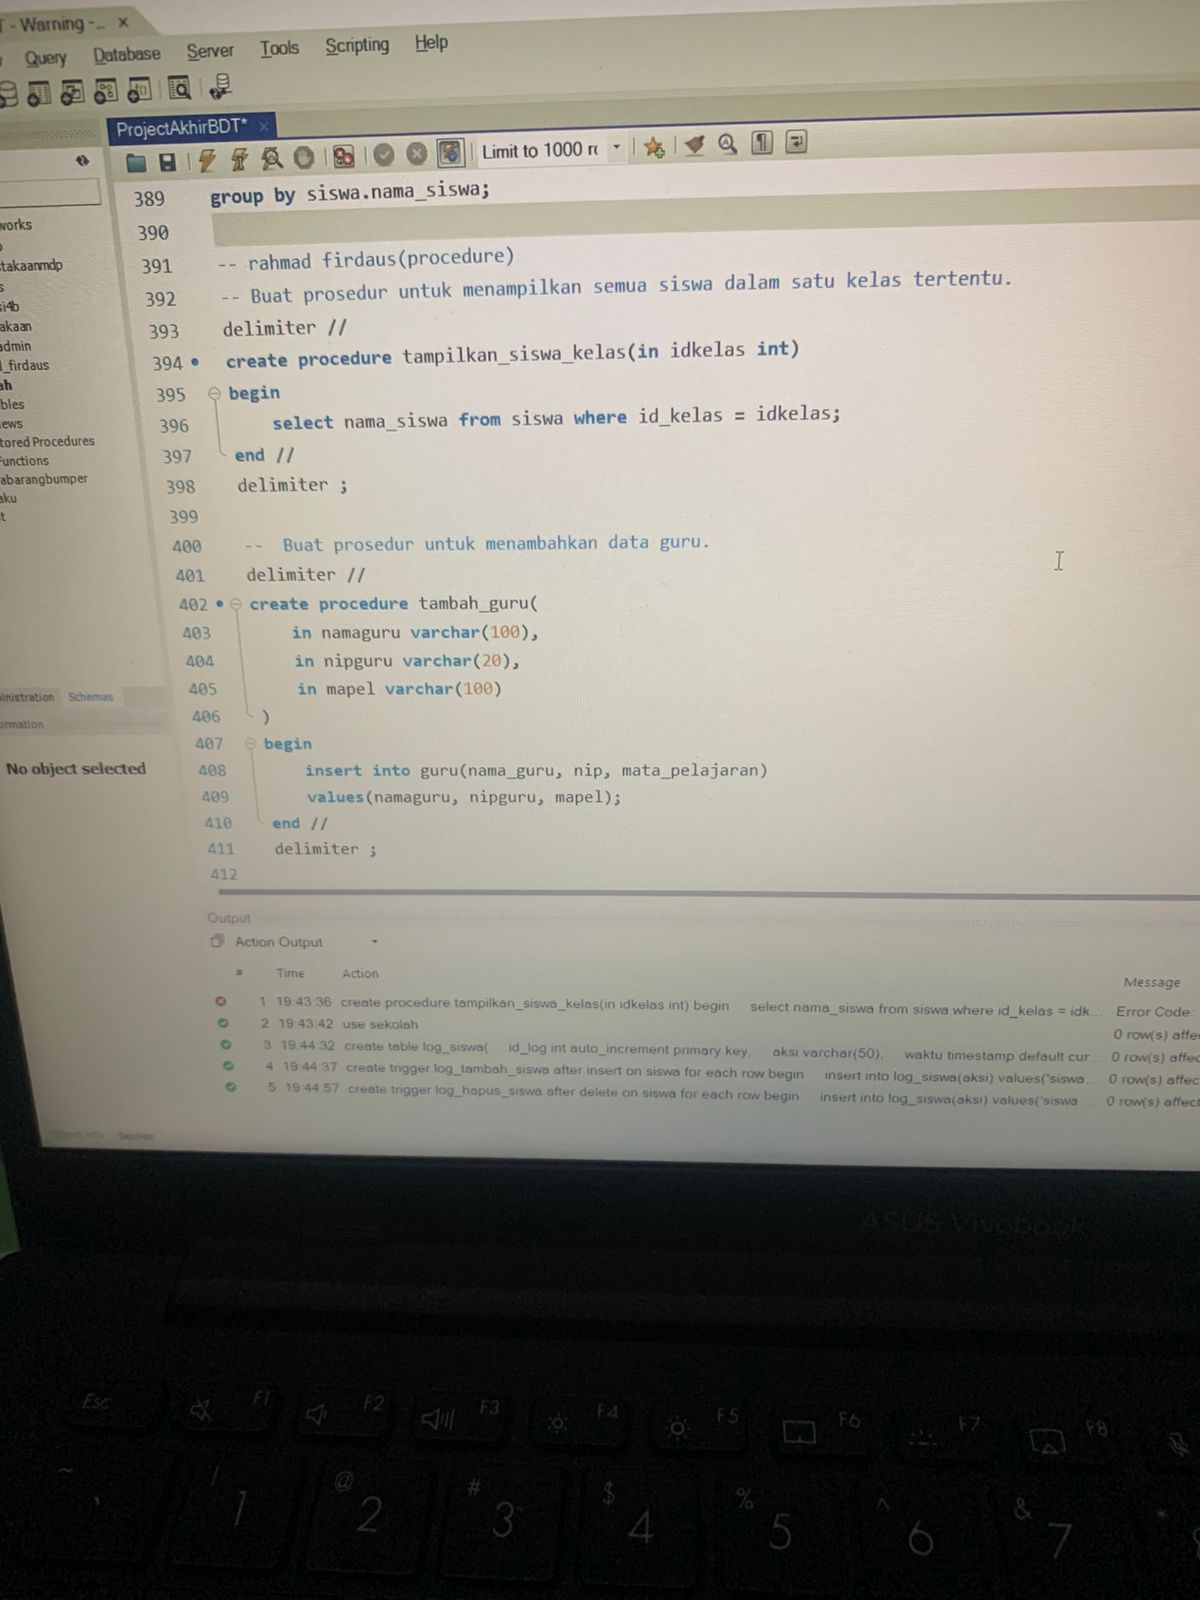 - Warning -... x
Query Database Server Tools Scripting Help
ProjectAkhirBDT* x
Limit to 1000 r
389 group by siswa.nama_siswa;
390
391 -- rahmad firdaus(procedure)
392 -- Buat prosedur untuk menampilkan semua siswa dalam satu kelas tertentu.
393 delimiter //
394 create procedure tampilkan_siswa_kelas(in idkelas int)
395 begin
396 select nama_siswa from siswa where id_kelas = idkelas;
397 end //
398 delimiter ;
399
400 -- Buat prosedur untuk menambahkan data guru.
401 delimiter //
402 create procedure tambah_guru(
403 in namaguru varchar(100),
404 in nipguru varchar(20),
405 in mapel varchar(100)
406 )
407 begin
408 insert into guru(nama_guru, nip, mata_pelajaran)
409 values(namaguru, nipguru, mapel);
410 end //
411 delimiter ;
412
works
takaanmdp
s
si4b
akaan
admin
_firdaus
ah
bles
ews
tored Procedures
Functions
abarangbumper
aku
t
inistration Schemas
ormation
No object selected
Output
Action Output
# Time Action Message
1 19:43:36 create procedure tampilkan_siswa_kelas(in idkelas int) begin select nama_siswa from siswa where id_kelas = idk... Error Code:
2 19:43:42 use sekolah 0 row(s) affe
3 19:44:32 create table log_siswa( id_log int auto_increment primary key, aksi varchar(50), waktu timestamp default cur... 0 row(s) affec
4 19:44:37 create trigger log_tambah_siswa after insert on siswa for each row begin insert into log_siswa(aksi) values('siswa... 0 row(s) affec
5 19:44:57 create trigger log_hapus_siswa after delete on siswa for each row begin insert into log_siswa(aksi) values('siswa ... 0 row(s) affect
Object Info Session
ASUS Vivobook
Esc F1 F2 F3 F4 F5 F6 F7 F8
~ ! @ # $ % ^ & *
` 1 2 3 4 5 6 7